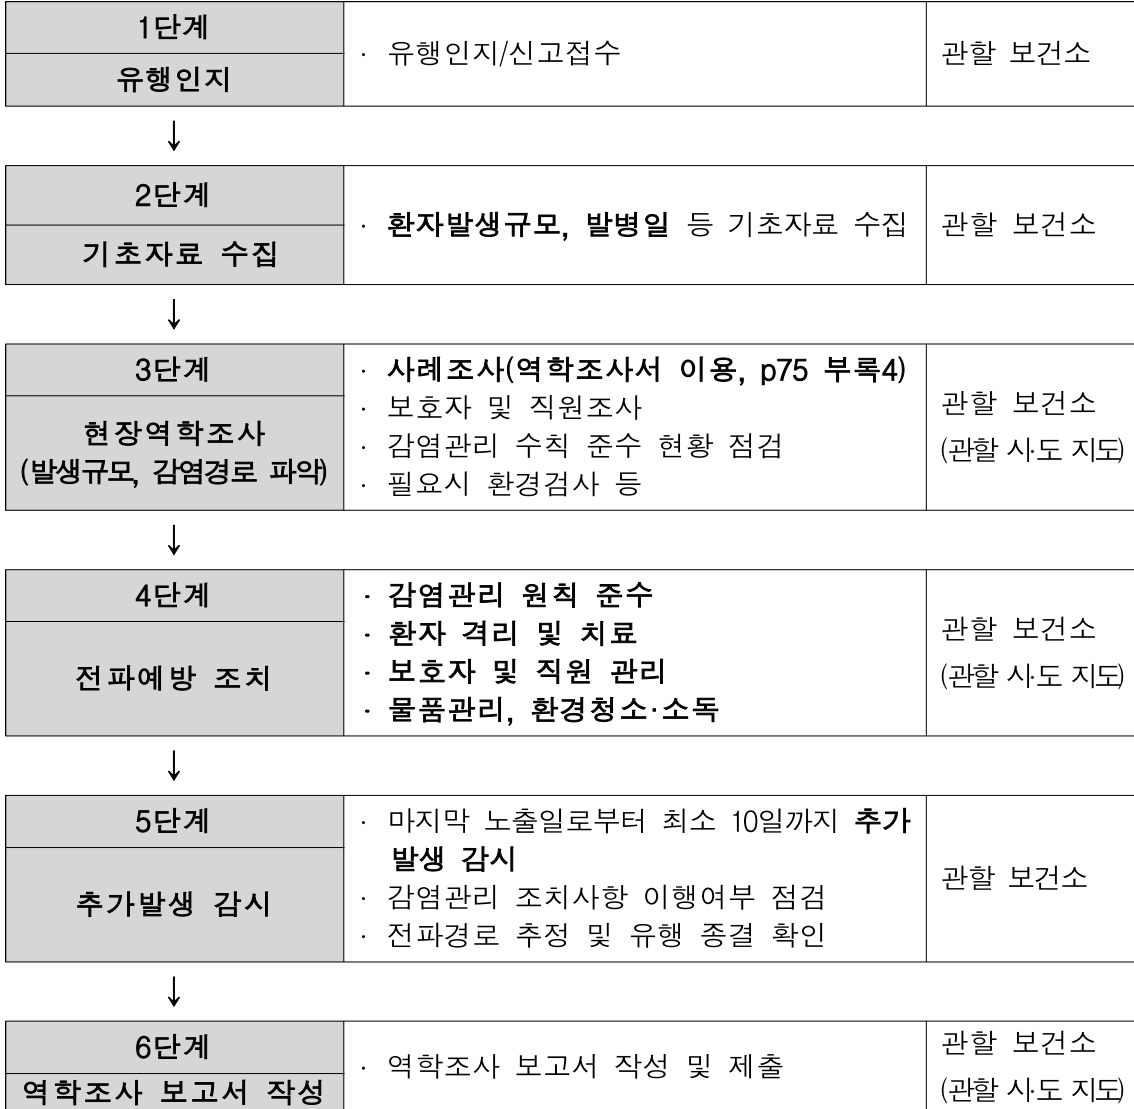 1단계
유행인지
· 유행인지/신고접수
관할 보건소
↓
2단계
기초자료 수집
· 환자발생규모, 발병일 등 기초자료 수집
관할 보건소
↓
3단계
현장역학조사
(발생규모, 감염경로 파악)
· 사례조사(역학조사서 이용, p75 부록4)
· 보호자 및 직원조사
· 감염관리 수칙 준수 현황 점검
· 필요시 환경검사 등
관할 보건소
(관할 시·도 지도)
↓
4단계
전파예방 조치
· 감염관리 원칙 준수
· 환자 격리 및 치료
· 보호자 및 직원 관리
· 물품관리, 환경청소·소독
관할 보건소
(관할 시·도 지도)
↓
5단계
추가발생 감시
· 마지막 노출일로부터 최소 10일까지 추가
발생 감시
· 감염관리 조치사항 이행여부 점검
· 전파경로 추정 및 유행 종결 확인
관할 보건소
↓
6단계
역학조사 보고서 작성
· 역학조사 보고서 작성 및 제출
관할 보건소
(관할 시·도 지도)